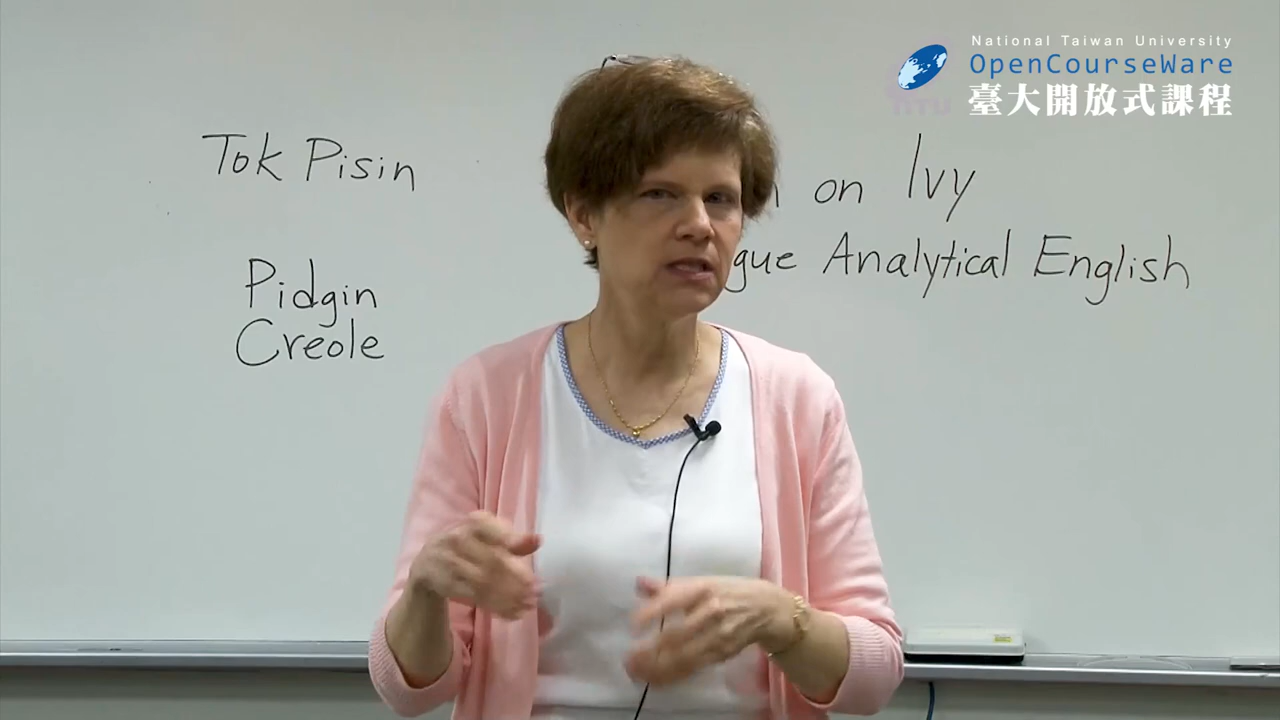 National Taiwan University
OpenCourseWare
臺大開放式課程
NTU
Tok Pisin
on Ivy
Analytical English
Pidgin
Creole